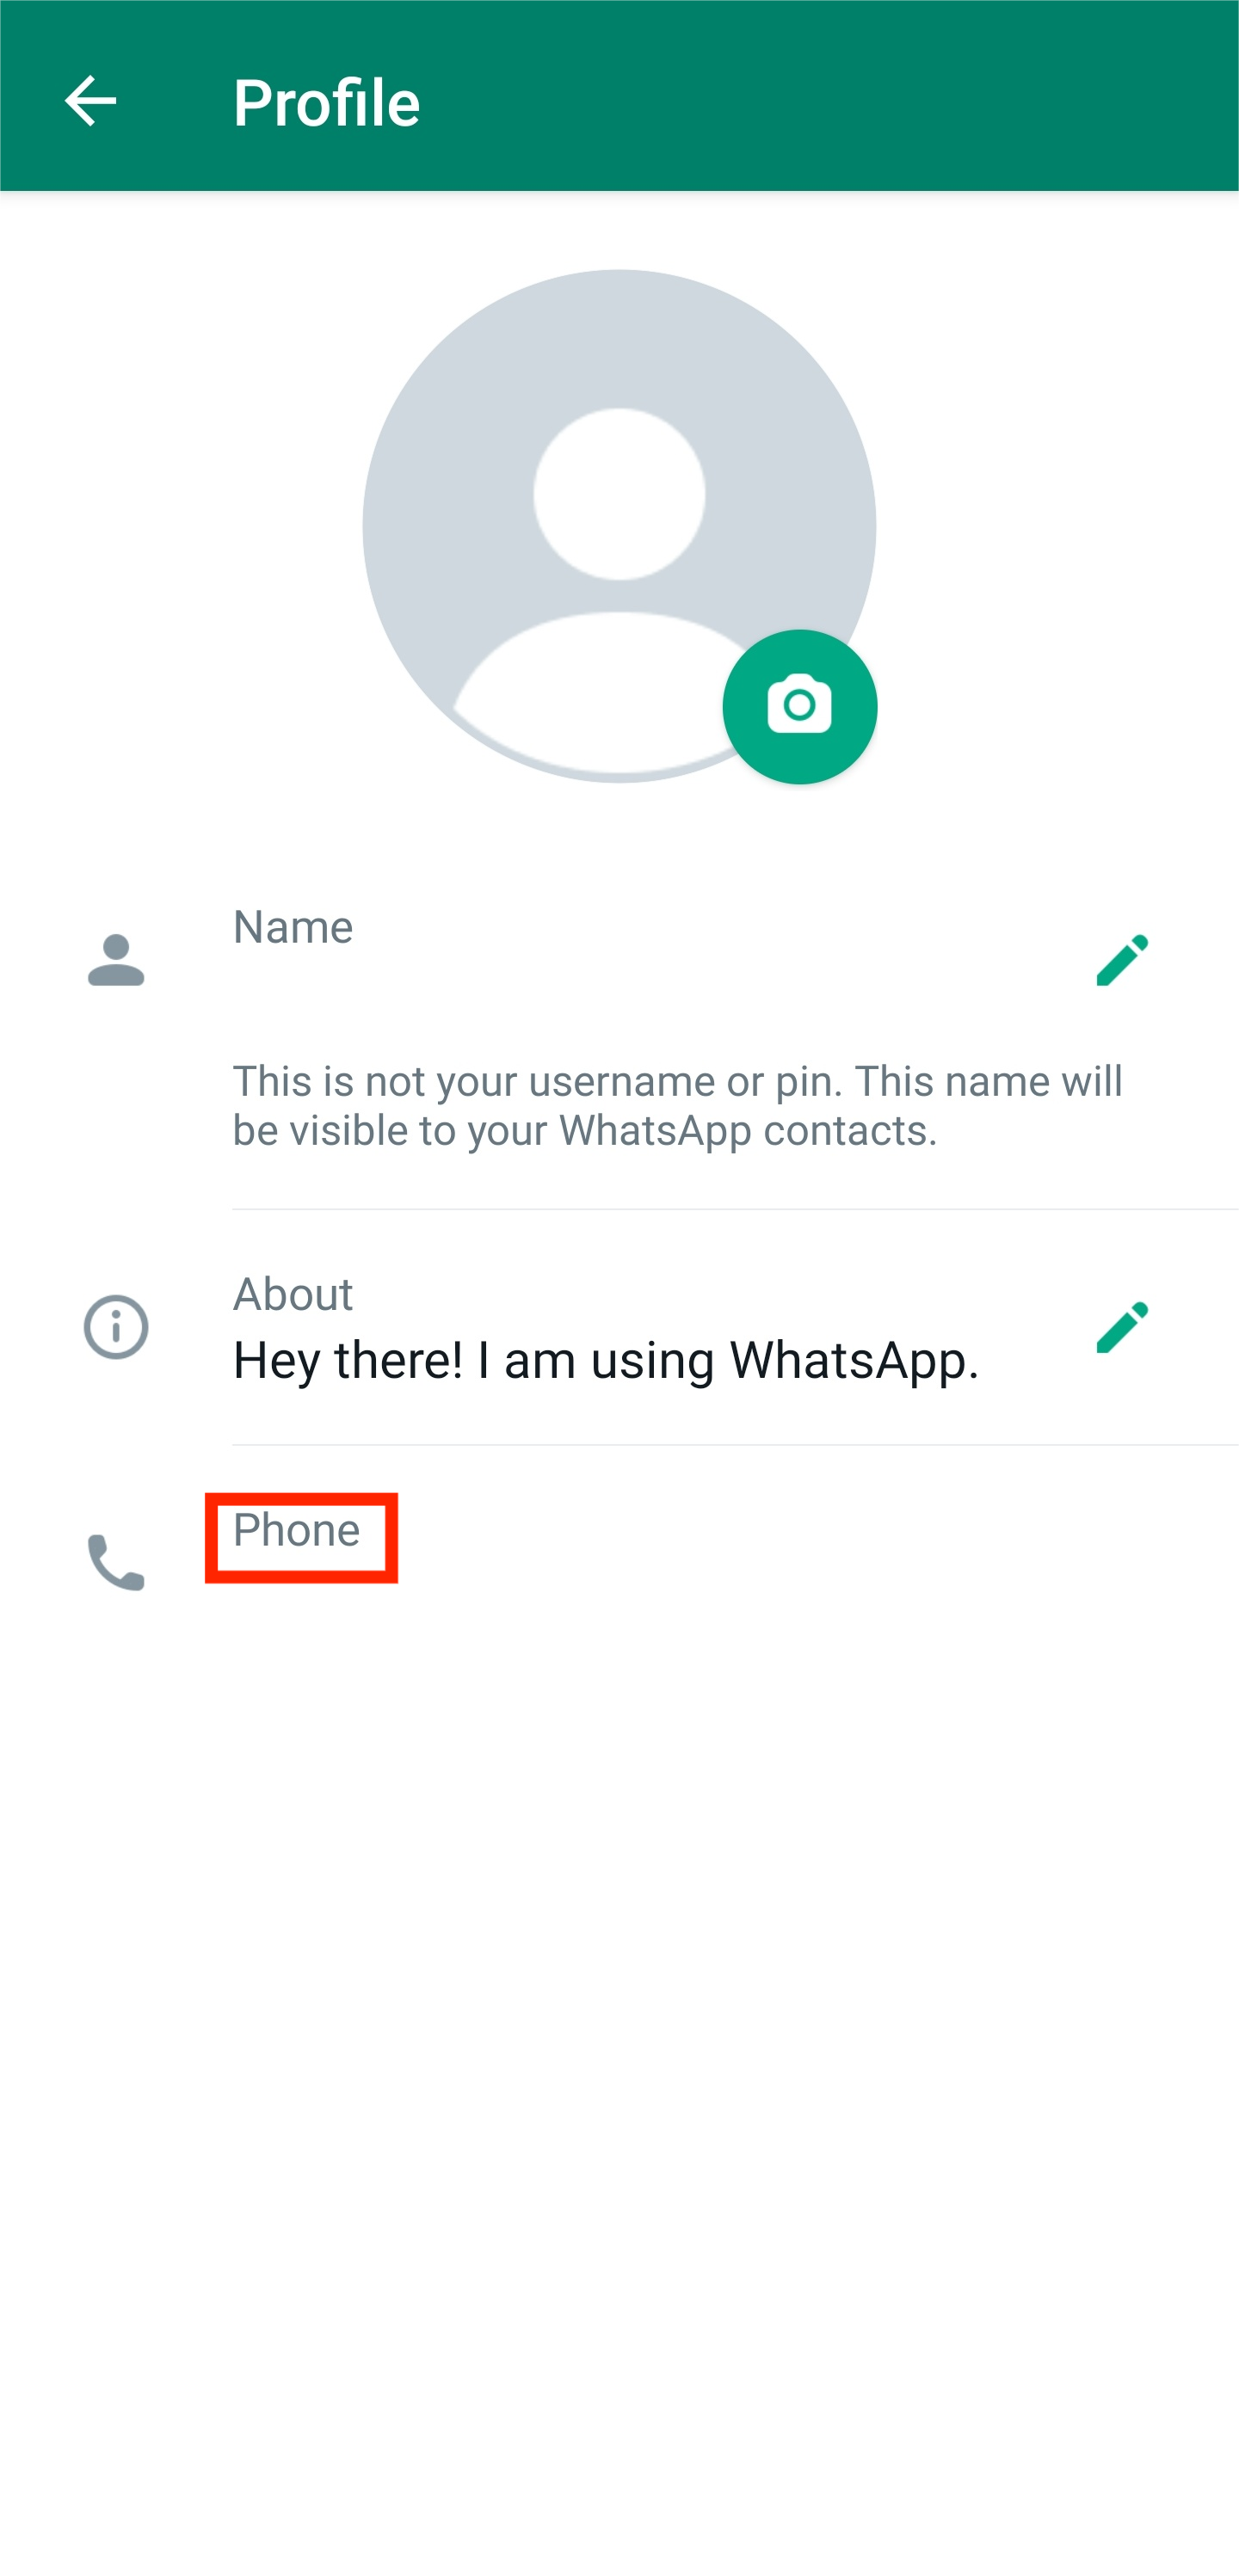 Profile
Name
This is not your username or pin. This name will
be visible to your WhatsApp contacts.
About
Hey there! I am using WhatsApp.
Phone